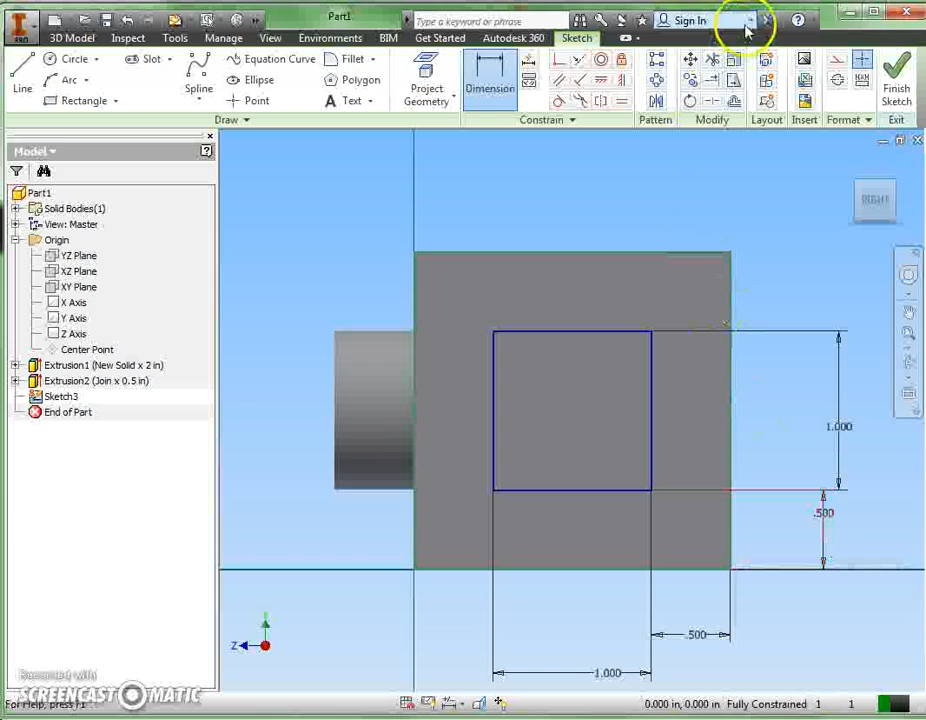 Part1
Type a keyword or phrase
Sign In
PRO
3D Model
Inspect
Tools
Manage
View
Environments
BIM
Get Started
Autodesk 360
Sketch
Line
Circle
Arc
Rectangle
Slot
Spline
Equation Curve
Ellipse
Point
Fillet
Polygon
Text
Project
Geometry
Dimension
Finish
Sketch
Draw
Constrain
Pattern
Modify
Layout
Insert
Format
Exit
Model
Part1
Solid Bodies(1)
View: Master
Origin
YZ Plane
XZ Plane
XY Plane
X Axis
Y Axis
Z Axis
Center Point
Extrusion1 (New Solid x 2 in)
Extrusion2 (Join x 0.5 in)
Sketch3
End of Part
RIGHT
1.000
.500
.500
1.000
Z
Recorded with
SCREENCAST-O-MATIC
For Help, press F1
0.000 in, 0.000 in
Fully Constrained
1
1